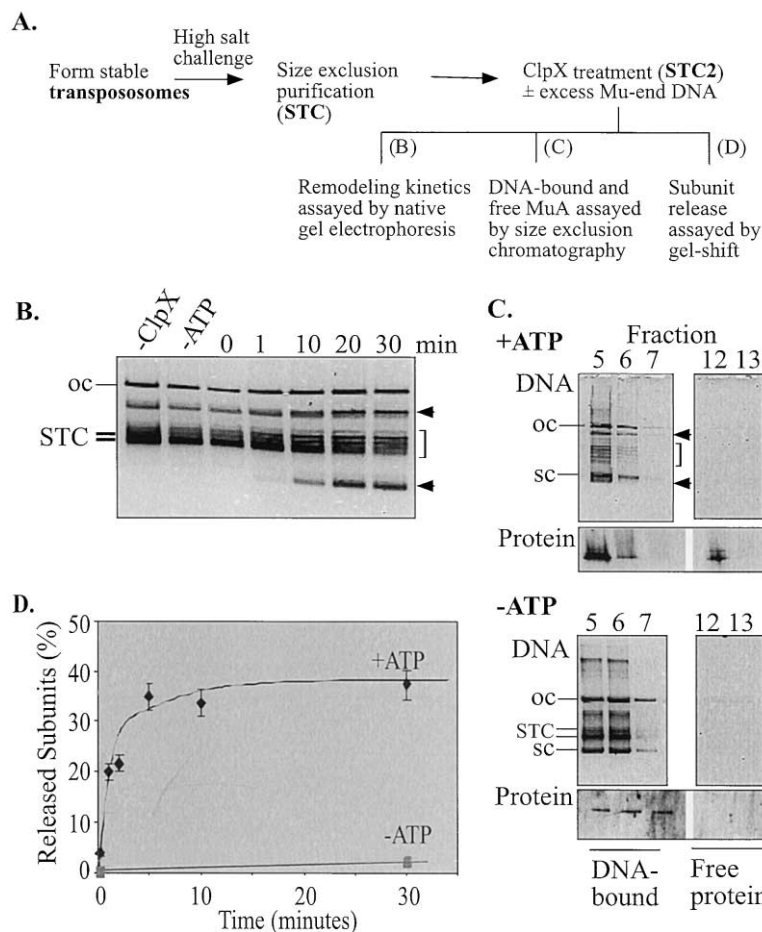 A.
Form stable
transpososomes
High salt
challenge
Size exclusion
purification
(STC)
ClpX treatment (STC2)
± excess Mu-end DNA
(B)
(C)
(D)
Remodeling kinetics
assayed by native
gel electrophoresis
DNA-bound and
free MuA assayed
by size exclusion
chromatography
Subunit
release
assayed by
gel-shift
B.
-ClpX -ATP 0 1 10 20 30 min
oc
STC
C.
+ATP Fraction
5 6 7 12 13
DNA
oc
sc
Protein
-ATP
5 6 7 12 13
DNA
oc
STC
sc
Protein
DNA-
bound
Free
protein
D.
Released Subunits (%)
50
40
30
20
10
0
+ATP
-ATP
0 10 20 30
Time (minutes)